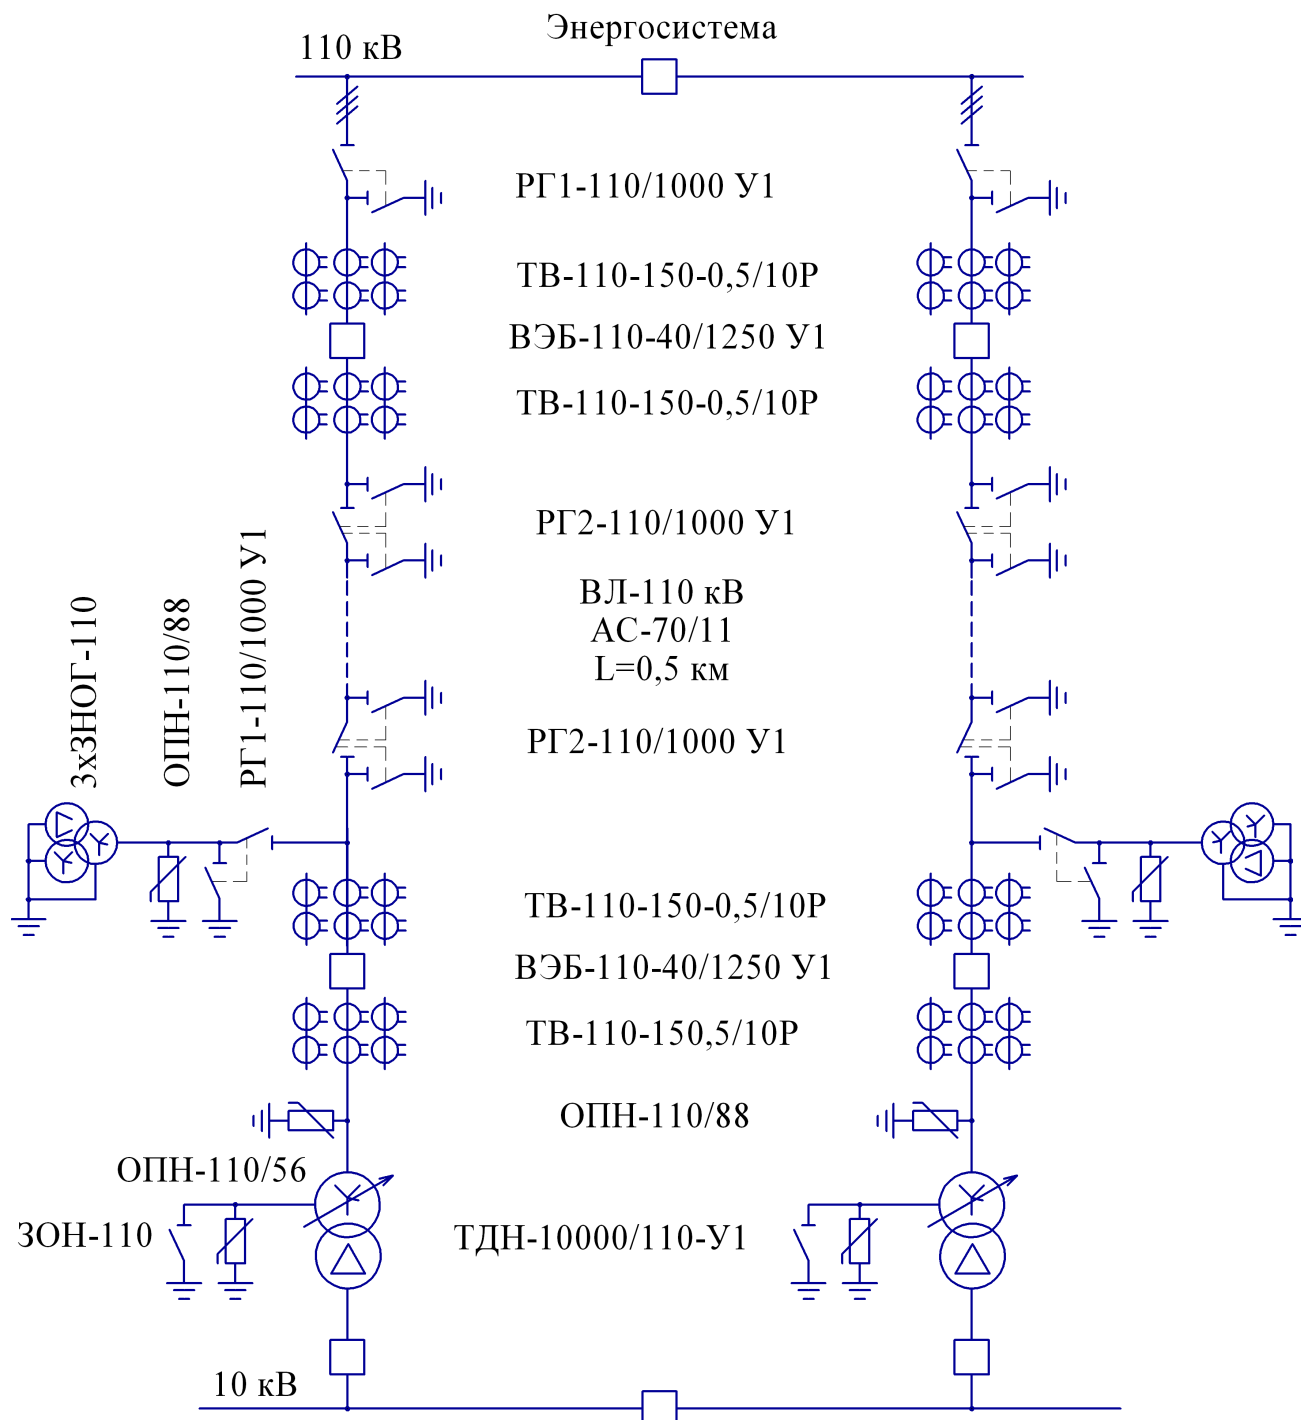 Энергосистема
110 кВ
РГ1-110/1000 У1
ТВ-110-150-0,5/10Р
ВЭБ-110-40/1250 У1
ТВ-110-150-0,5/10Р
РГ2-110/1000 У1
ВЛ-110 кВ
АС-70/11
L=0,5 км
РГ2-110/1000 У1
3хЗНОГ-110
ОПН-110/88
РГ1-110/1000 У1
ТВ-110-150-0,5/10Р
ВЭБ-110-40/1250 У1
ТВ-110-150,5/10Р
ОПН-110/88
ОПН-110/56
ЗОН-110
ТДН-10000/110-У1
10 кВ